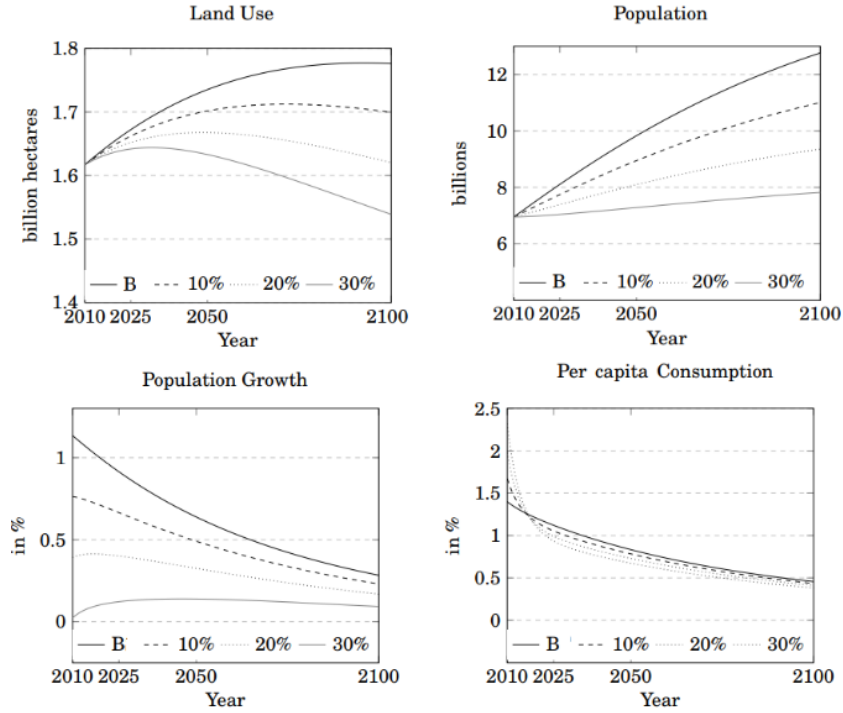 Land Use
billion hectares
1.8
1.7
1.6
1.5
1.4
B 10% 20% 30%
2010 2025 2050 2100
Year
Population
billions
12
10
8
6
B 10% 20% 30%
2010 2025 2050 2100
Year
Population Growth
in %
1
0.5
0
B 10% 20% 30%
2010 2025 2050 2100
Year
Per capita Consumption
in %
2.5
2
1.5
1
0.5
0
B 10% 20% 30%
2010 2025 2050 2100
Year